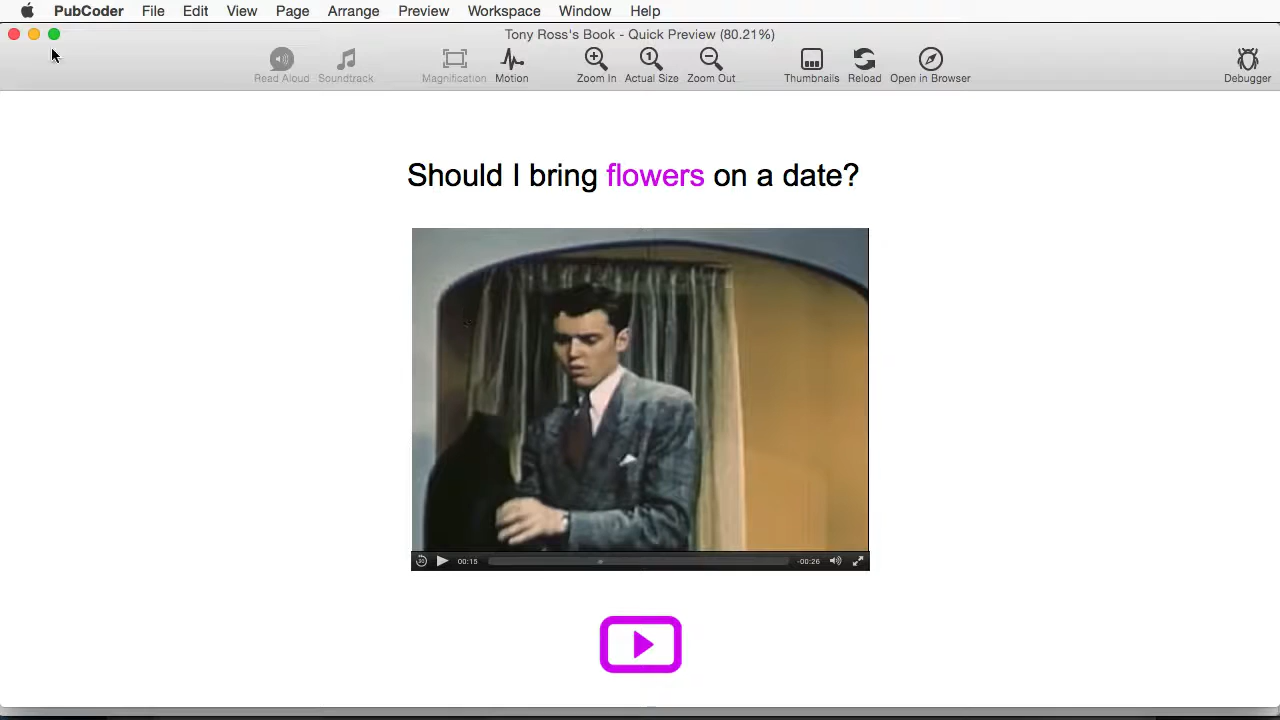 PubCoder File Edit View Page Arrange Preview Workspace Window Help
Tony Ross's Book - Quick Preview (80.21%)
Read Aloud Soundtrack Magnification Motion Zoom In Actual Size Zoom Out Thumbnails Reload Open in Browser Debugger
Should I bring flowers on a date?
00:15 -00:26